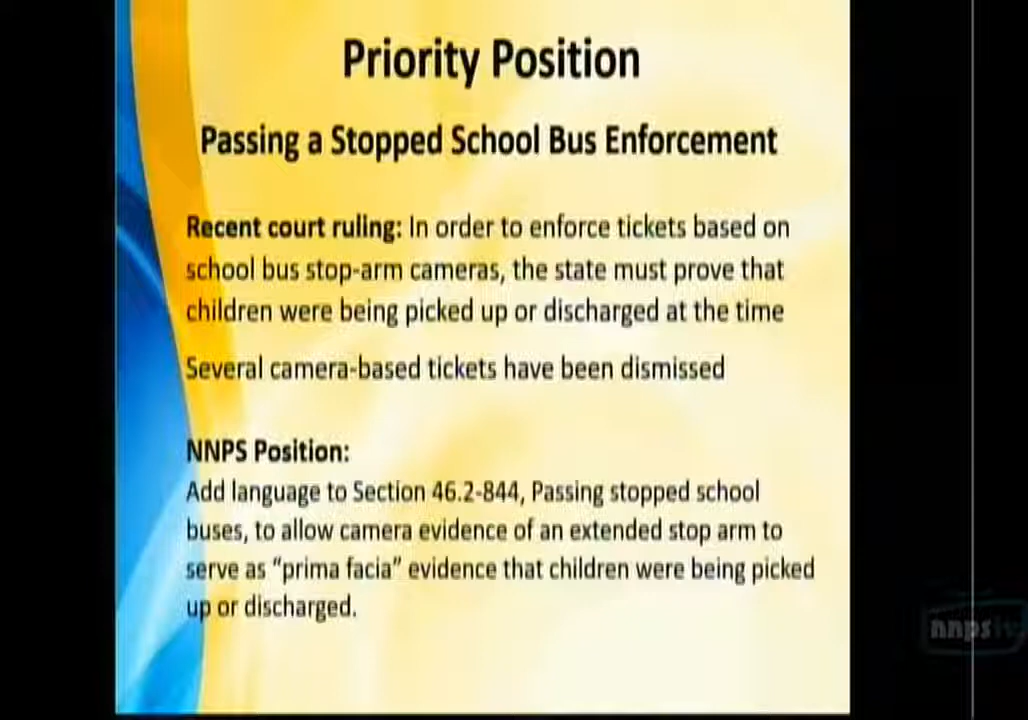 Priority Position
Passing a Stopped School Bus Enforcement
Recent court ruling: In order to enforce tickets based on
school bus stop-arm cameras, the state must prove that
children were being picked up or discharged at the time
Several camera-based tickets have been dismissed
NNPS Position:
Add language to Section 46.2-844, Passing stopped school
buses, to allow camera evidence of an extended stop arm to
serve as "prima facia" evidence that children were being picked
up or discharged.
nnpstv